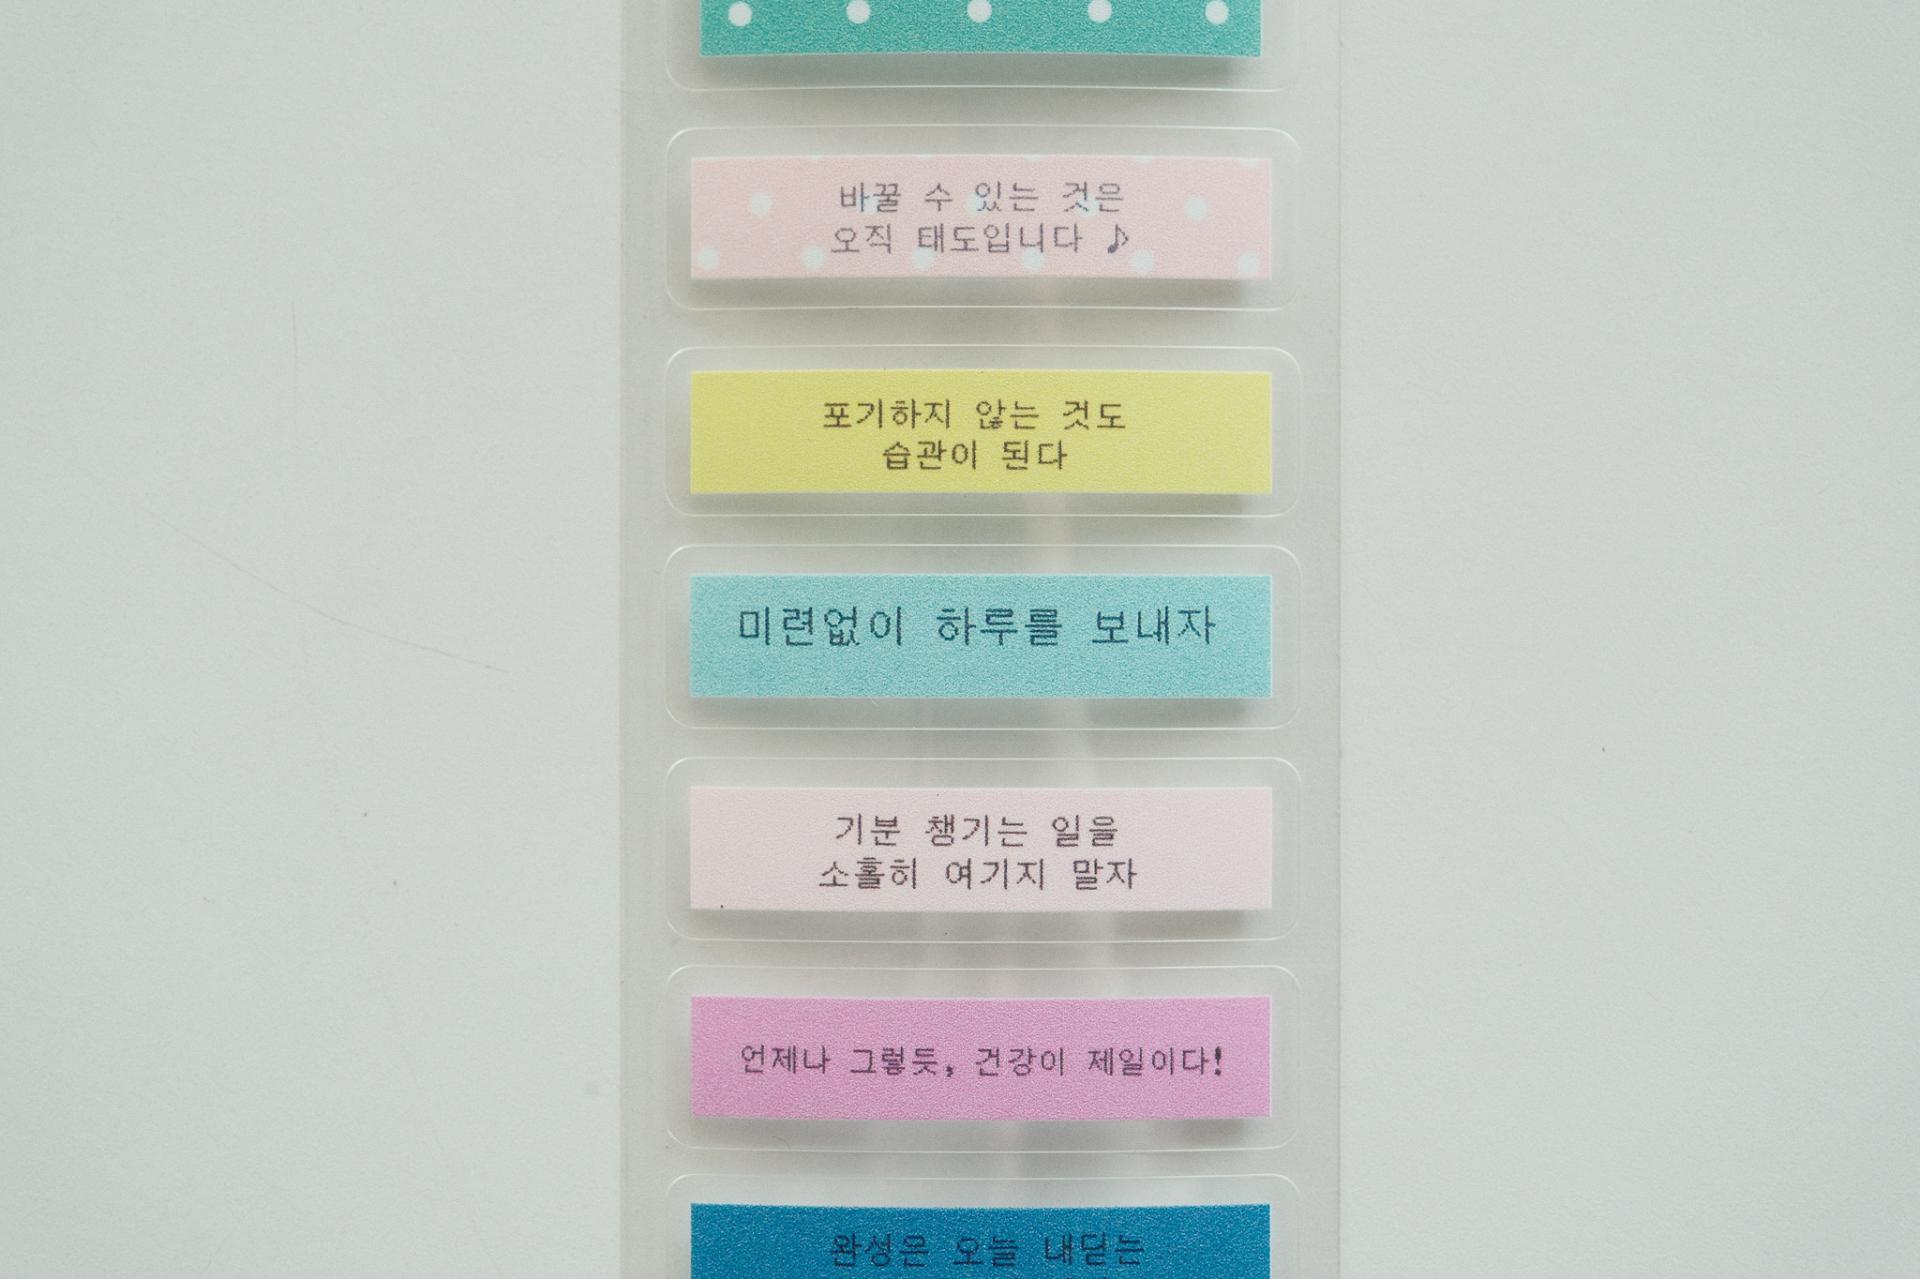 바꿀 수 있는 것은
오직 태도입니다 ♪
포기하지 않는 것도
습관이 된다
미련없이 하루를 보내자
기분 챙기는 일을
소홀히 여기지 말자
언제나 그렇듯, 건강이 제일이다!
완성은 오늘 내딛는